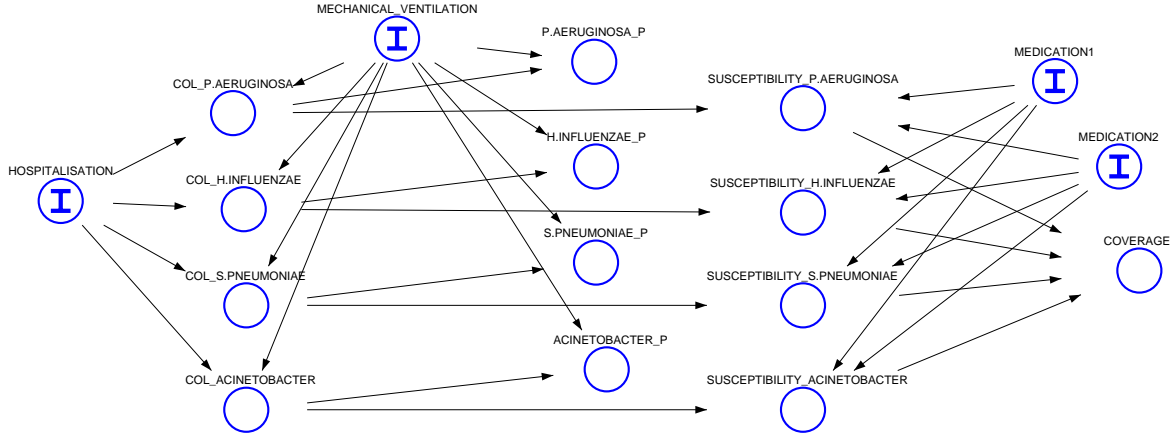 MECHANICAL_VENTILATION
P.AERUGINOSA_P
MEDICATION1
COL_P.AERUGINOSA
SUSCEPTIBILITY_P.AERUGINOSA
H.INFLUENZAE_P
MEDICATION2
HOSPITALISATION
COL_H.INFLUENZAE
SUSCEPTIBILITY_H.INFLUENZAE
S.PNEUMONIAE_P
COVERAGE
COL_S.PNEUMONIAE
SUSCEPTIBILITY_S.PNEUMONIAE
ACINETOBACTER_P
COL_ACINETOBACTER
SUSCEPTIBILITY_ACINETOBACTER